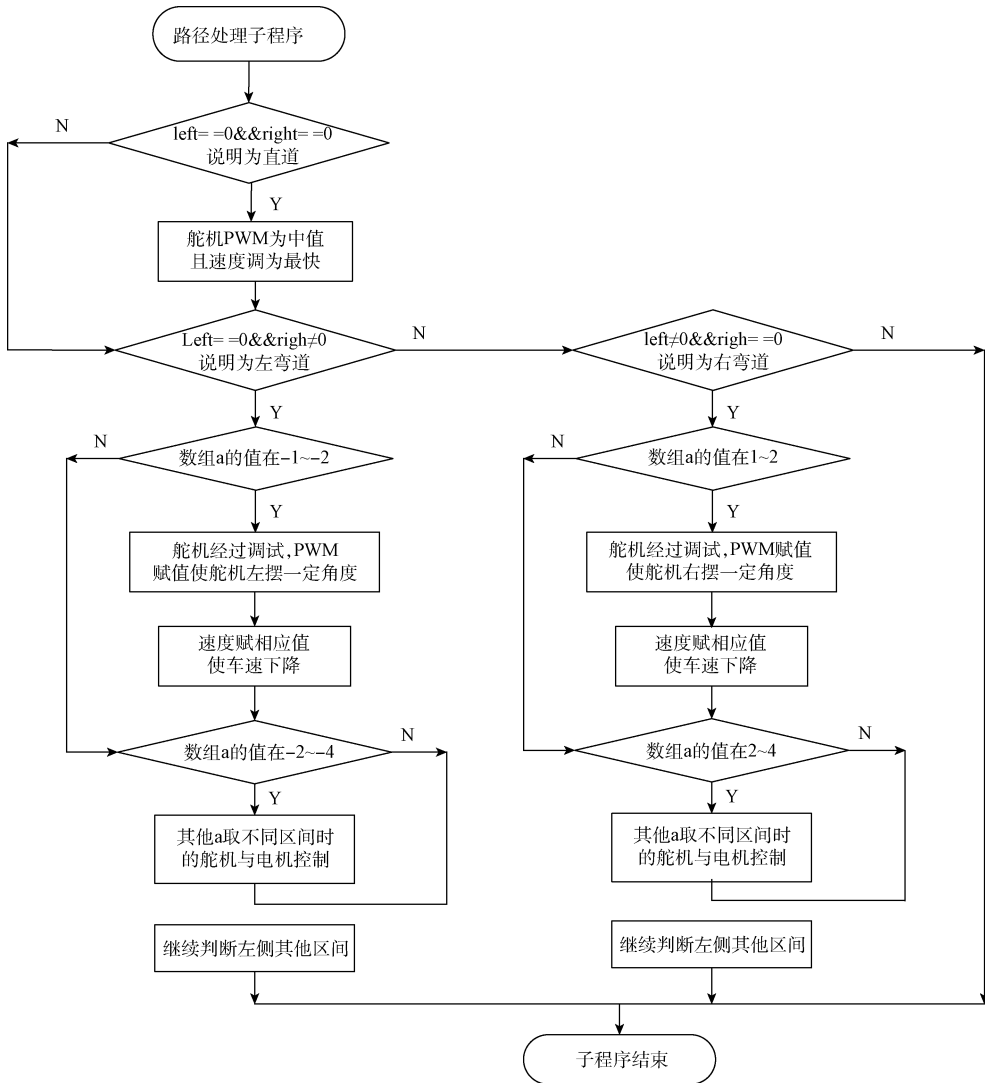 路径处理子程序
left= =0&&right= =0
说明为直道
N
Y
舵机PWM为中值
且速度调为最快
Left= =0&&righ≠0
说明为左弯道
N
Y
left≠0&&righ= =0
说明为右弯道
N
Y
数组a的值在−1~−2
N
Y
舵机经过调试,PWM
赋值使舵机左摆一定角度
速度赋相应值
使车速下降
数组a的值在−2~−4
N
Y
其他a取不同区间时
的舵机与电机控制
继续判断左侧其他区间
数组a的值在1~2
N
Y
舵机经过调试,PWM赋值
使舵机右摆一定角度
速度赋相应值
使车速下降
数组a的值在2~4
N
Y
其他a取不同区间时
的舵机与电机控制
继续判断左侧其他区间
子程序结束